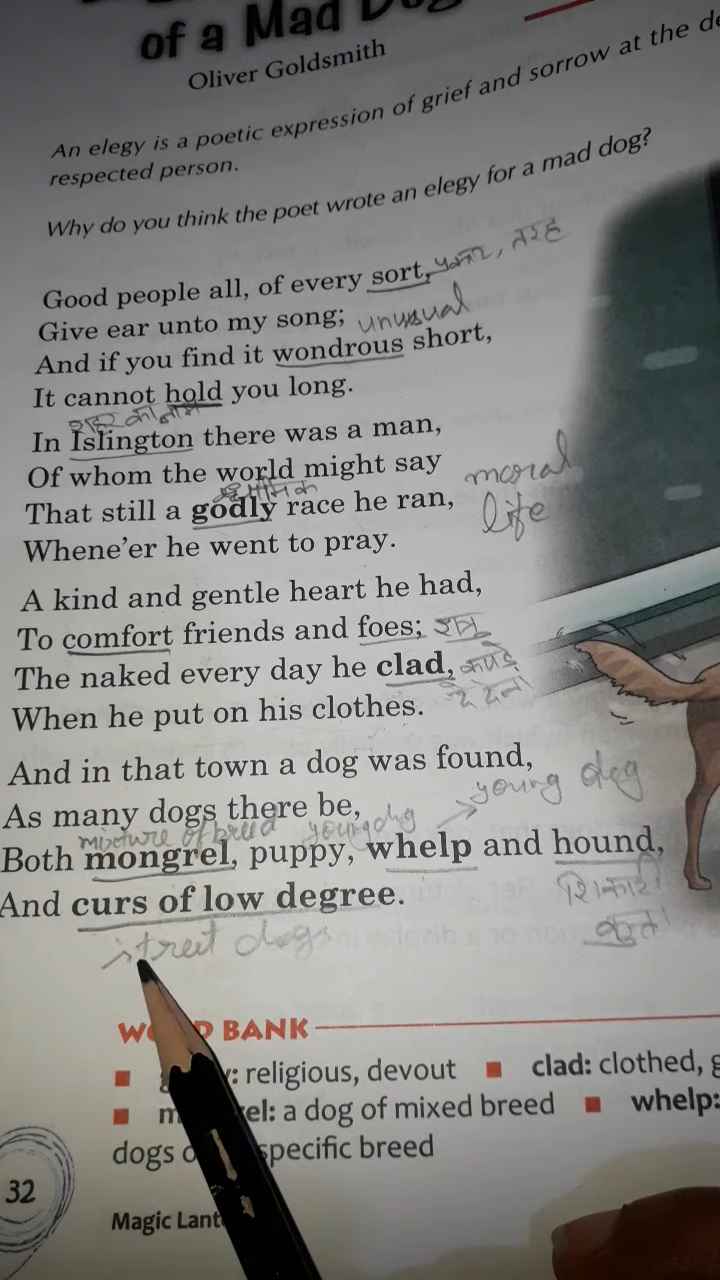 of a Mad Dog
Oliver Goldsmith
An elegy is a poetic expression of grief and sorrow at the
respected person.
Why do you think the poet wrote an elegy for a mad dog?
Good people all, of every sort, प्रकार, तरह
Give ear unto my song;
unusual
And if you find it wondrous short,
It cannot hold you long.
शहर का नाम
In Islington there was a man,
Of whom the world might say
धार्मिक
That still a godly race he ran,
moral
life
Whene'er he went to pray.
A kind and gentle heart he had,
To comfort friends and foes; शत्रु
The naked every day he clad, कपड़े
When he put on his clothes.
And in that town a dog was found,
As many dogs there be,
young dog
mixture of breed young dog
Both mongrel, puppy, whelp and hound,
शिकारी
कुत्ता
And curs of low degree.
street dogs
BANK
religious, devout
clad: clothed,
a dog of mixed breed
whelp:
dogs
specific breed
32
Magic